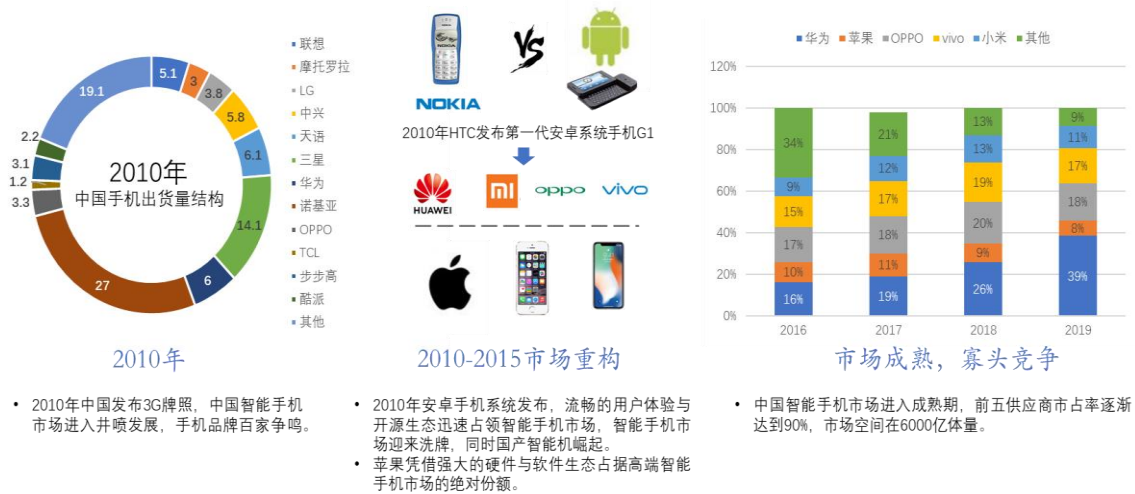 联想
摩托罗拉
LG
中兴
天语
三星
华为
诺基亚
OPPO
TCL
步步高
酷派
其他
5.1
3
3.8
5.8
6.1
14.1
6
27
3.3
1.2
3.1
2.2
19.1
2010年
中国手机出货量结构
2010年
• 2010年中国发布3G牌照，中国智能手机
市场进入井喷发展，手机品牌百家争鸣。
NOKIA
VS
NOKIA
2010年HTC发布第一代安卓系统手机G1
HUAWEI
mi
oppo
vivo
2010-2015市场重构
• 2010年安卓手机系统发布，流畅的用户体验与
开源生态迅速占领智能手机市场，智能手机市
场迎来洗牌，同时国产智能机崛起。
• 苹果凭借强大的硬件与软件生态占据高端智能
手机市场的绝对份额。
华为 苹果 OPPO vivo 小米 其他
120%
100%
80%
60%
40%
20%
0%
34%
9%
15%
17%
10%
16%
21%
12%
17%
18%
11%
19%
13%
13%
19%
20%
9%
26%
9%
11%
17%
18%
8%
39%
2016 2017 2018 2019
市场成熟，寡头竞争
• 中国智能手机市场进入成熟期，前五供应商市占率逐渐
达到90%，市场空间在6000亿体量。